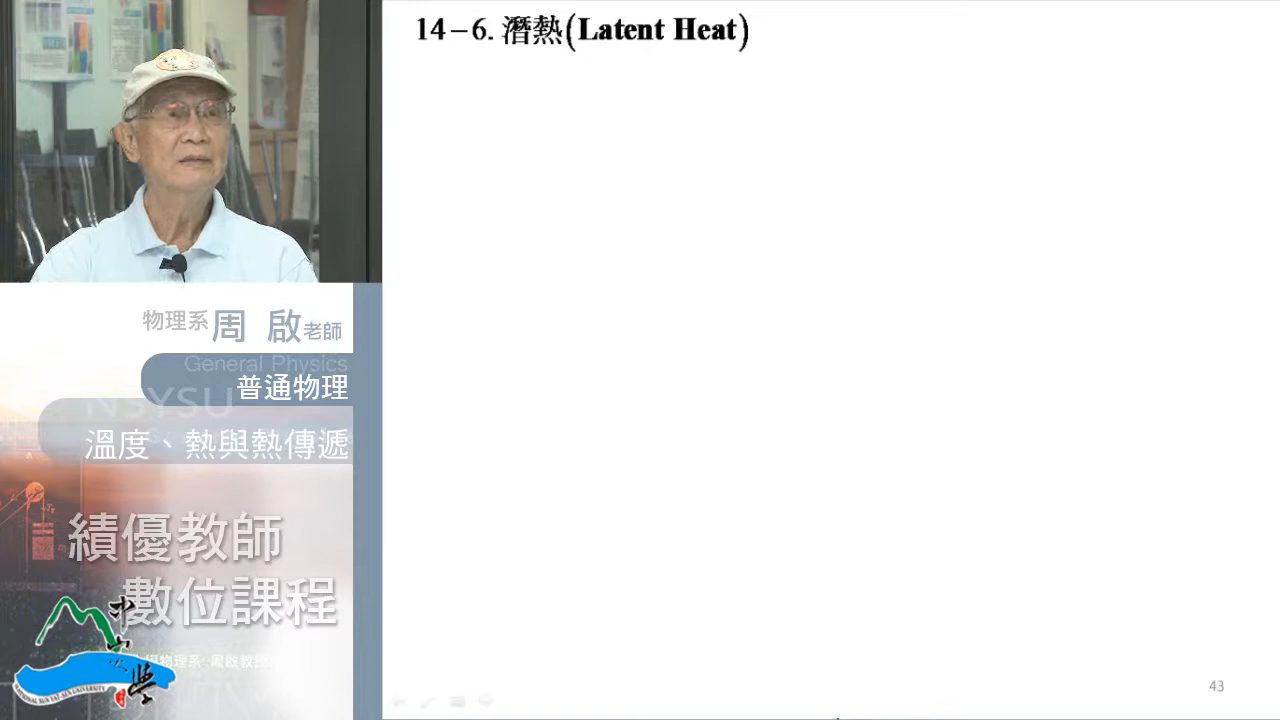 14-6. 潛熱(Latent Heat)
物理系 周 啟 老師
General Physics
普通物理
NSYSU
溫度、熱與熱傳遞
績優教師
數位課程
43